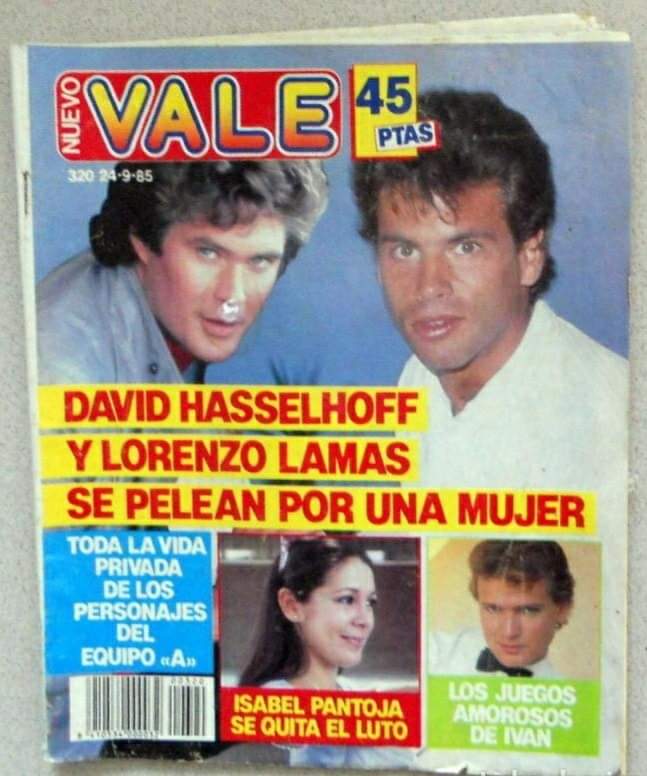 NUEVO VALE
45
PTAS
320 24-9-85
DAVID HASSELHOFF
Y LORENZO LAMAS
SE PELEAN POR UNA MUJER
TODA LA VIDA
PRIVADA
DE LOS
PERSONAJES
DEL
EQUIPO «A»
00320
ISABEL PANTOJA
SE QUITA EL LUTO
LOS JUEGOS
AMOROSOS
DE IVAN